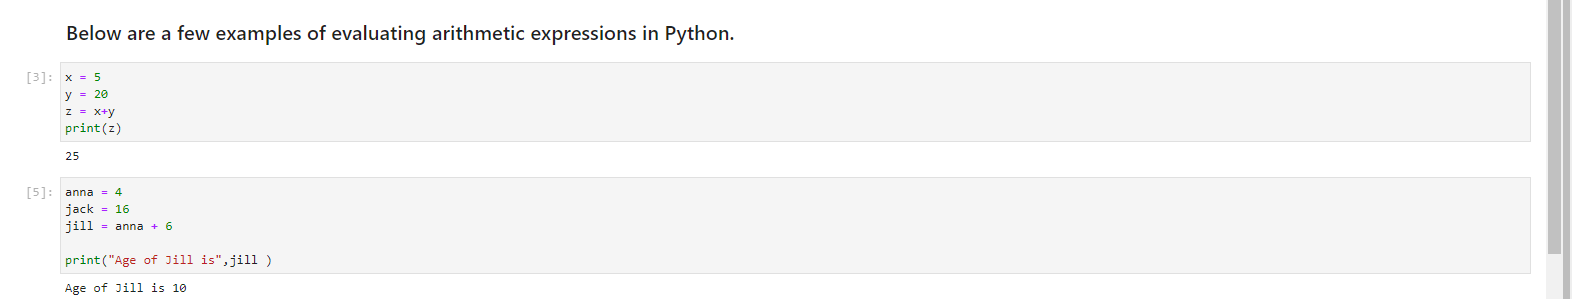 Below are a few examples of evaluating arithmetic expressions in Python.
[3]: x = 5
y = 20
z = x+y
print(z)
25
[5]: anna = 4
jack = 16
jill = anna + 6
print("Age of Jill is",jill )
Age of Jill is 10